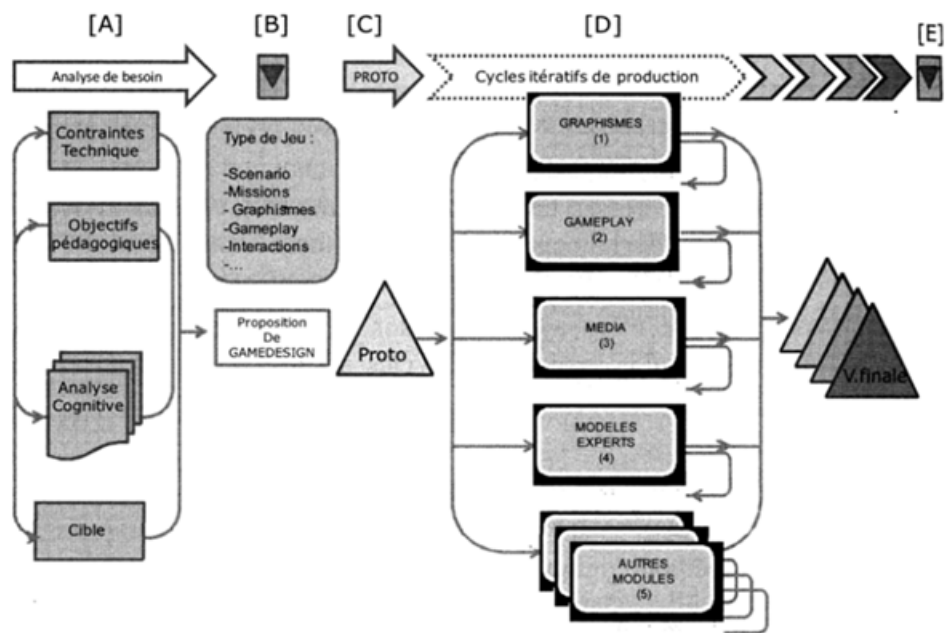 [A]
[B]
[C]
[D]
[E]
Analyse de besoin
PROTO
Cycles itératifs de production
Contraintes
Technique
Objectifs
pédagogiques
Analyse
Cognitive
Cible
Type de Jeu :
-Scenario
-Missions
- Graphismes
-Gameplay
-Interactions
-...
Proposition
De
GAMEDESIGN
Proto
GRAPHISMES
(1)
GAMEPLAY
(2)
MEDIA
(3)
MODELES
EXPERTS
(4)
AUTRES
MODULES
(5)
V.finale